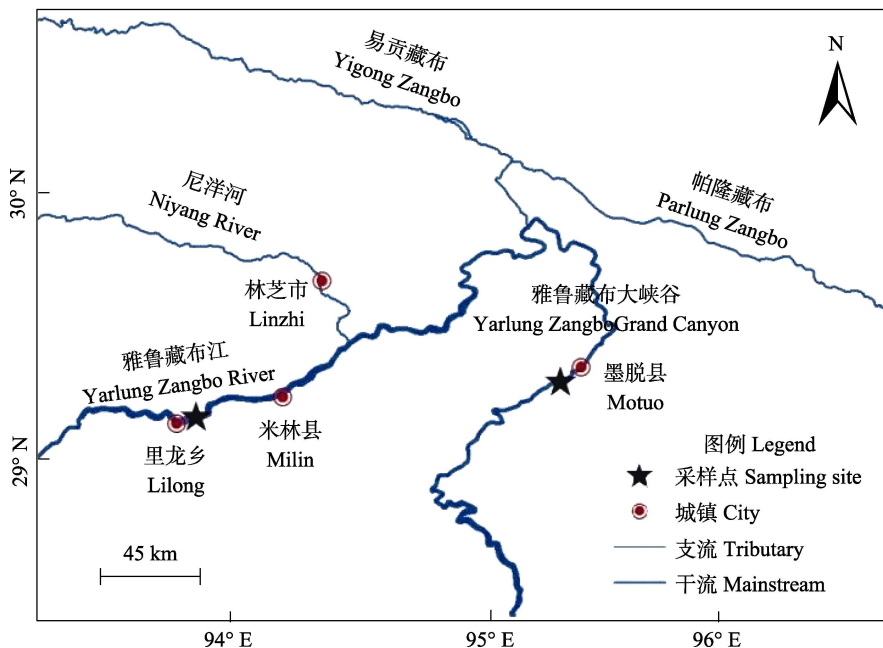 易贡藏布
Yigong Zangbo
N
帕隆藏布
Parlung Zangbo
30° N
尼洋河
Niyang River
林芝市
Linzhi
雅鲁藏布大峡谷
Yarlung ZangboGrand Canyon
雅鲁藏布江
Yarlung Zangbo River
墨脱县
Motuo
米林县
Milin
里龙乡
Lilong
29° N
图例 Legend
采样点 Sampling site
城镇 City
支流 Tributary
干流 Mainstream
45 km
94° E
95° E
96° E